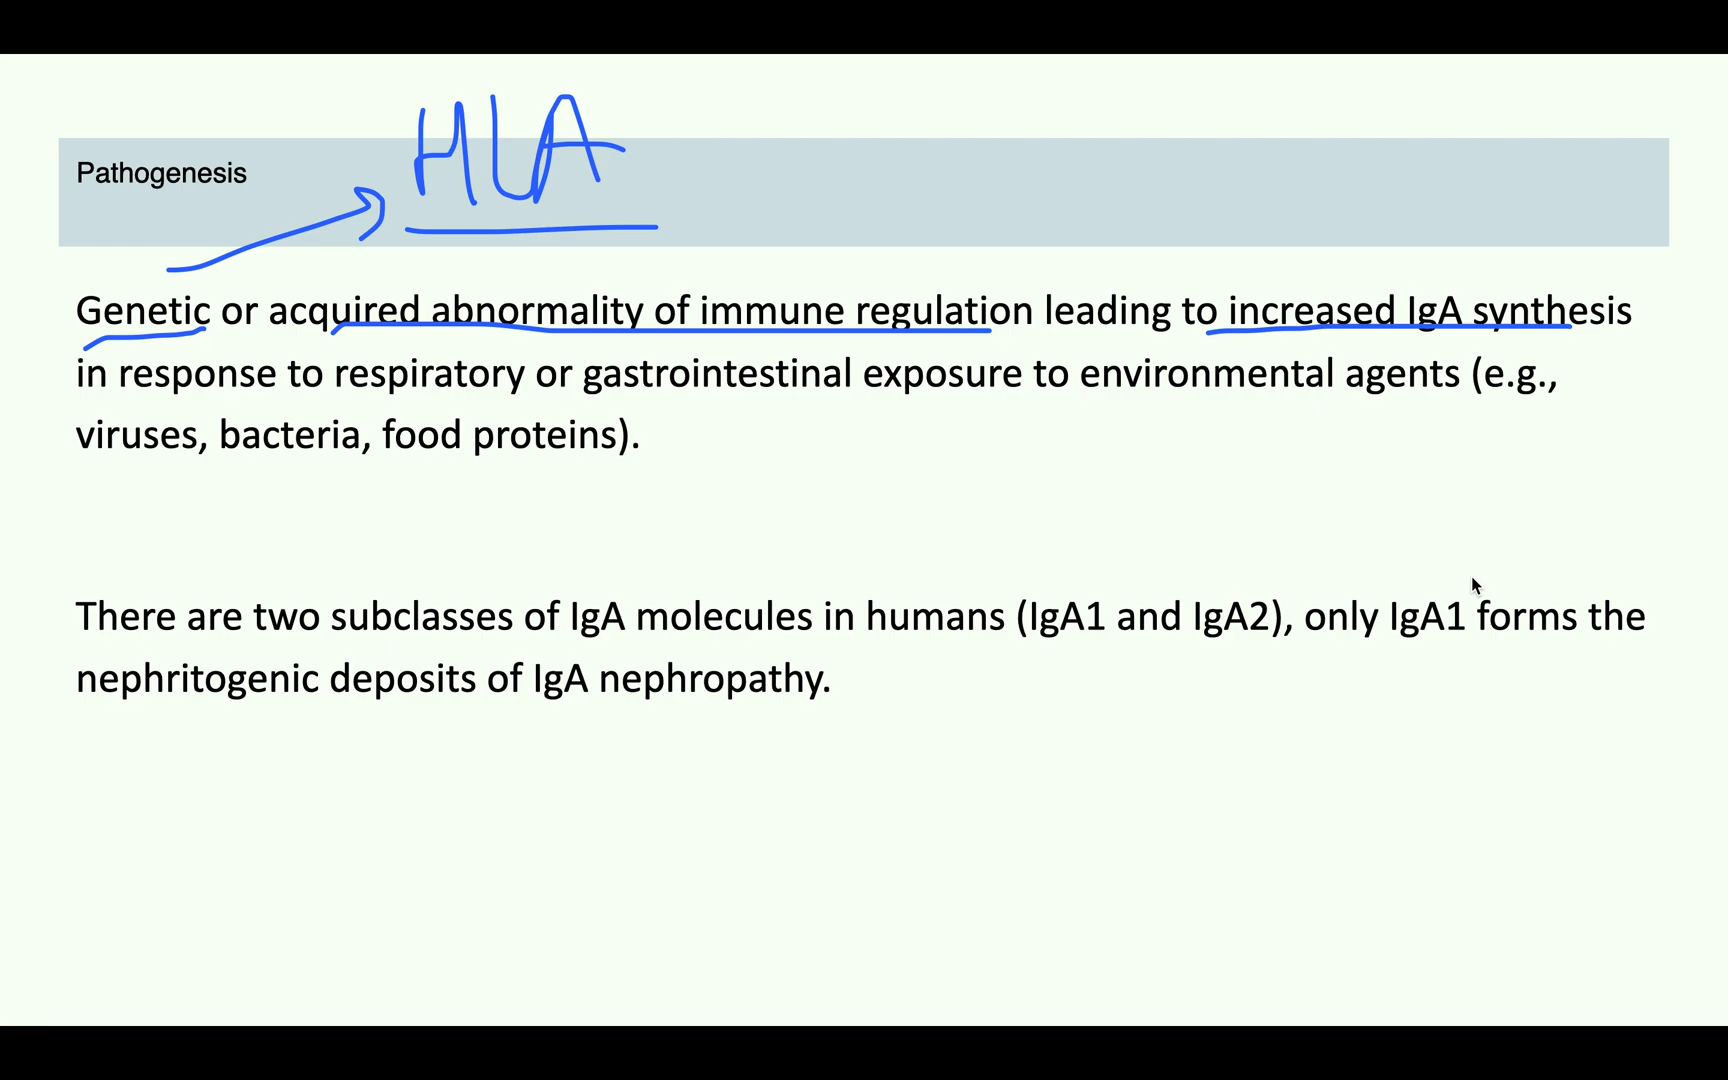 HLA
Pathogenesis
Genetic or acquired abnormality of immune regulation leading to increased IgA synthesis
in response to respiratory or gastrointestinal exposure to environmental agents (e.g.,
viruses, bacteria, food proteins).
There are two subclasses of IgA molecules in humans (IgA1 and IgA2), only IgA1 forms the
nephritogenic deposits of IgA nephropathy.